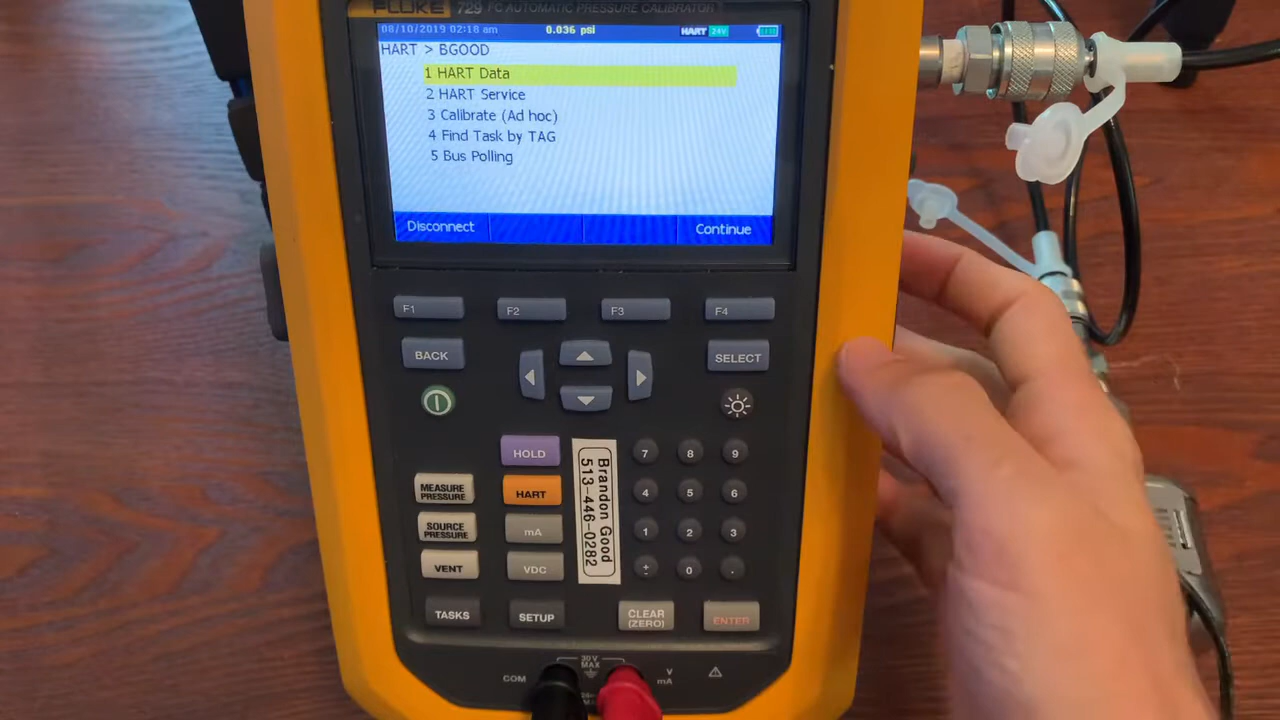 FLUKE 729 FC AUTOMATIC PRESSURE CALIBRATOR
08/10/2019 02:18 am 0.036 psi HART 24V
HART > BGOOD
1 HART Data
2 HART Service
3 Calibrate (Ad hoc)
4 Find Task by TAG
5 Bus Polling
Disconnect Continue
F1 F2 F3 F4
BACK SELECT
HOLD 7 8 9
MEASURE PRESSURE HART 4 5 6
SOURCE PRESSURE mA 1 2 3
VENT VDC +/- 0 .
Brandon Good
513-446-0282
TASKS SETUP CLEAR (ZERO) ENTER
30V MAX
COM V mA